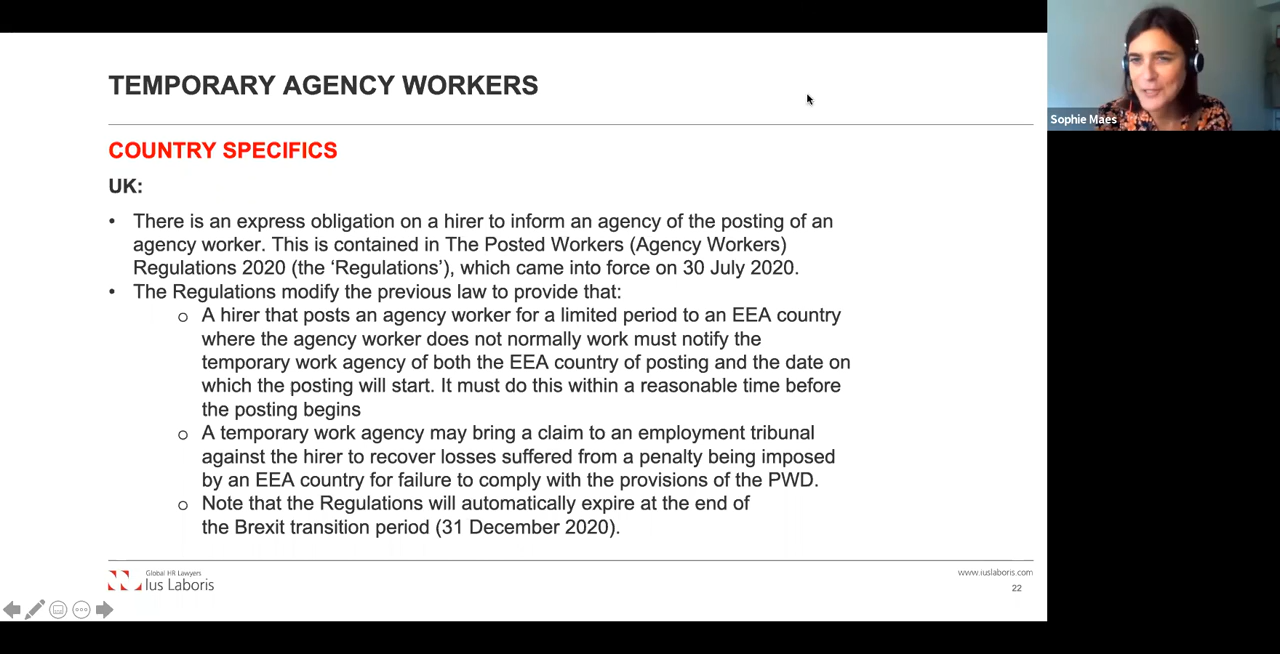 TEMPORARY AGENCY WORKERS
Sophie Maes
COUNTRY SPECIFICS
UK:
• There is an express obligation on a hirer to inform an agency of the posting of an
agency worker. This is contained in The Posted Workers (Agency Workers)
Regulations 2020 (the ‘Regulations’), which came into force on 30 July 2020.
• The Regulations modify the previous law to provide that:
o A hirer that posts an agency worker for a limited period to an EEA country
where the agency worker does not normally work must notify the
temporary work agency of both the EEA country of posting and the date on
which the posting will start. It must do this within a reasonable time before
the posting begins
o A temporary work agency may bring a claim to an employment tribunal
against the hirer to recover losses suffered from a penalty being imposed
by an EEA country for failure to comply with the provisions of the PWD.
o Note that the Regulations will automatically expire at the end of
the Brexit transition period (31 December 2020).
Global HR Lawyers
Ius Laboris
www.iuslaboris.com
22